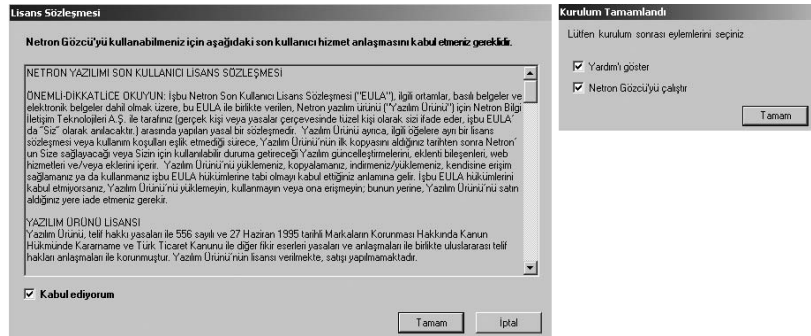 Lisans Sözleşmesi
Netron Gözcü'yü kullanabilmeniz için aşağıdaki son kullanıcı hizmet anlaşmasını kabul etmeniz gereklidir.
NETRON YAZILIMI SON KULLANICI LİSANS SÖZLEŞMESİ
ÖNEMLİ-DİKKATLİCE OKUYUN: İşbu Netron Son Kullanıcı Lisans Sözleşmesi ("EULA"), ilgili ortamlar, basılı belgeler ve
elektronik belgeler dahil olmak üzere, bu EULA ile birlikte verilen, Netron yazılım ürünü ("Yazılım Ürünü") için Netron Bilgi
İletişim Teknolojileri A.Ş. ile tarafınız (gerçek kişi veya yasalar çerçevesinde tüzel kişi olarak sizi ifade eder, işbu EULA'
da "Siz" olarak anılacaktır.) arasında yapılan yasal bir sözleşmedir. Yazılım Ürünü ayrıca, ilgili öğelere ayrı bir lisans
sözleşmesi veya kullanım koşulları eşlik etmediği sürece, Yazılım Ürünü'nün ilk kopyasını aldığınız tarihten sonra Netron'
un Size sağlayacağı veya Sizin için kullanılabilir duruma getireceği Yazılım güncelleştirmelerini, eklenti bileşenleri, web
hizmetleri ve/veya eklerini içerir. Yazılım Ürünü'nü yüklemeniz, kopyalamanız, indirmeniz/yüklemeniz, kendisine erişim
sağlamanız ya da kullanmanız işbu EULA hükümlerine tabi olmayı kabul ettiğiniz anlamına gelir. İşbu EULA hükümlerini
kabul etmiyorsanız, Yazılım Ürünü'nü yüklemeyin, kullanmayın veya ona erişmeyin; bunun yerine, Yazılım Ürünü'nü satın
aldığınız yere iade etmeniz gerekir.
YAZILIM ÜRÜNÜ LİSANSI
Yazılım Ürünü, telif hakkı yasaları ile 556 sayılı ve 27 Haziran 1995 tarihli Markaların Korunması Hakkında Kanun
Hükmünde Kararname ve Türk Ticaret Kanunu ile diğer fikir eserleri yasaları ve anlaşmaları ile birlikte uluslararası telif
hakları anlaşmaları ile korunmuştur. Yazılım Ürünü'nün lisansı verilmekte, satışı yapılmamaktadır.
Kabul ediyorum
Tamam
İptal
Kurulum Tamamlandı
Lütfen kurulum sonrası eylemlerini seçiniz
Yardım'ı göster
Netron Gözcü'yü çalıştır
Tamam